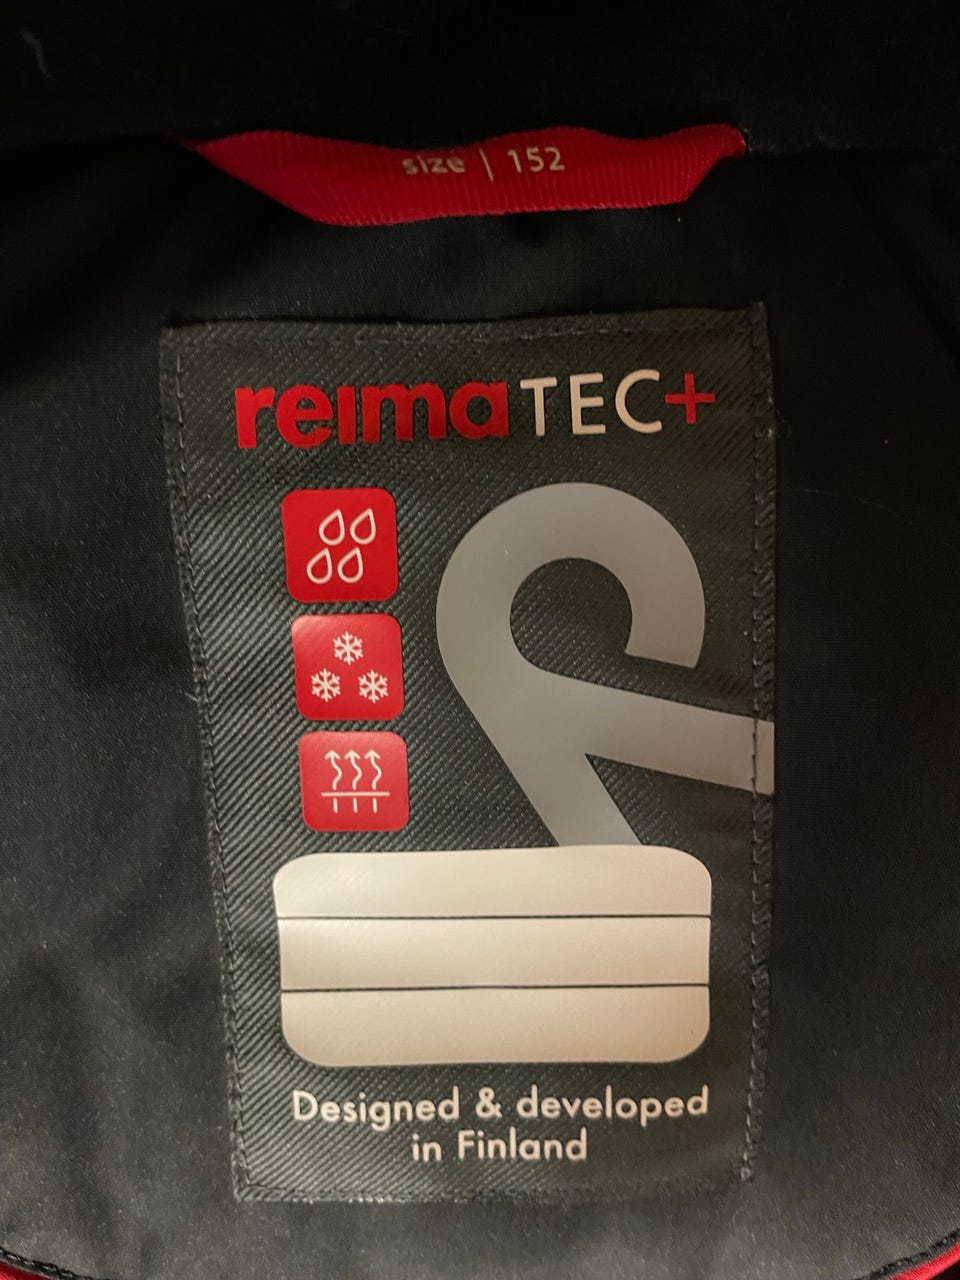 size | 152
reimaTEC+
Designed & developed
in Finland